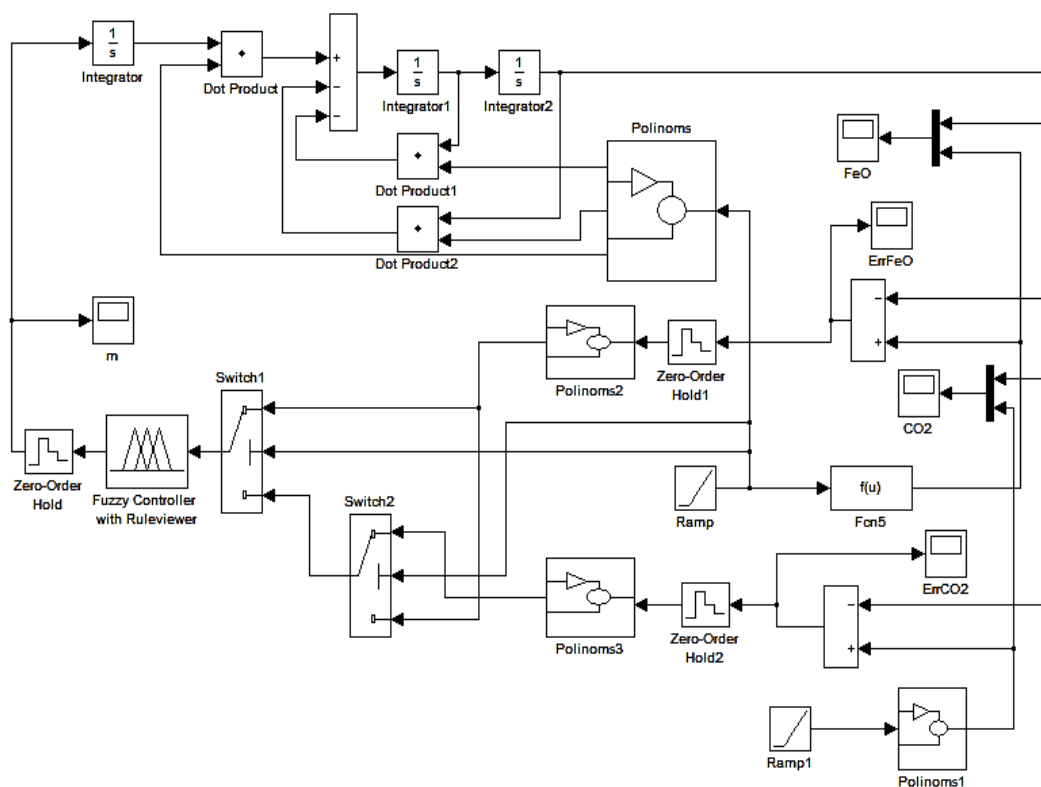 1
s
Integrator
Dot Product
+
−
−
1
s
Integrator1
1
s
Integrator2
Dot Product1
Dot Product2
Polinoms
FeO
ErrFeO
−
+
m
Polinoms2
Zero-Order
Hold1
CO2
Switch1
Zero-Order
Hold
Fuzzy Controller
with Ruleviewer
Switch2
Ramp
f(u)
Fcn5
ErrCO2
Polinoms3
Zero-Order
Hold2
−
+
Ramp1
Polinoms1